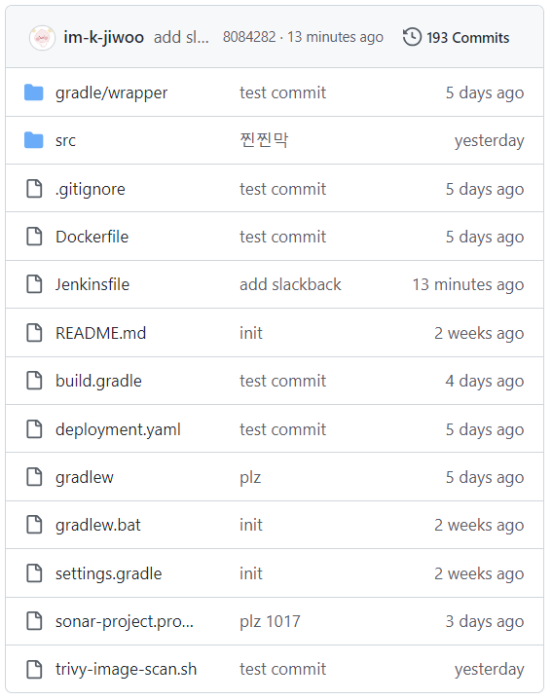 im-k-jiwoo add sl... 8084282 · 13 minutes ago 193 Commits
gradle/wrapper test commit 5 days ago
src 찐찐막 yesterday
.gitignore test commit 5 days ago
Dockerfile test commit 5 days ago
Jenkinsfile add slackback 13 minutes ago
README.md init 2 weeks ago
build.gradle test commit 4 days ago
deployment.yaml test commit 5 days ago
gradlew plz 5 days ago
gradlew.bat init 2 weeks ago
settings.gradle init 2 weeks ago
sonar-project.pro... plz 1017 3 days ago
trivy-image-scan.sh test commit yesterday